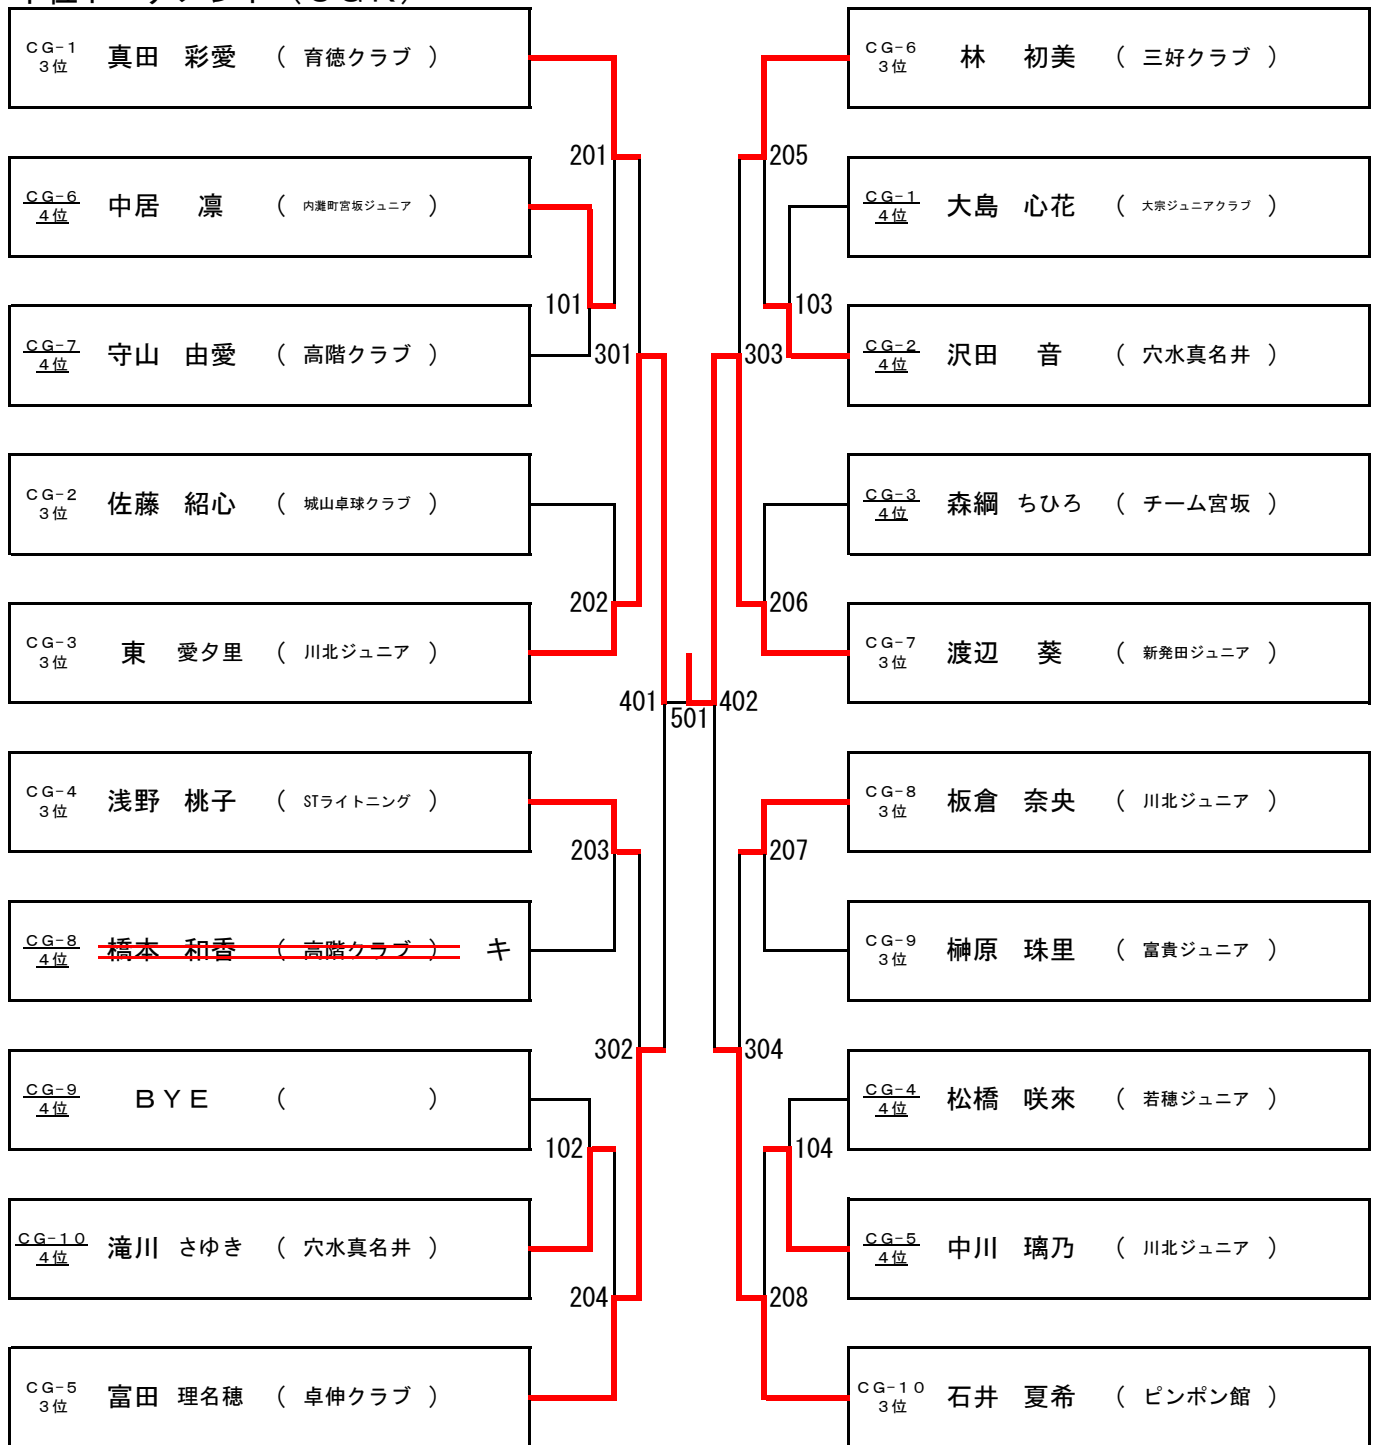 CG-1 3位 真田 彩愛 ( 育徳クラブ )
CG-6 4位 中居 凛 ( 内灘町宮坂ジュニア )
CG-7 4位 守山 由愛 ( 高階クラブ )
CG-2 3位 佐藤 紹心 ( 城山卓球クラブ )
CG-3 3位 東 愛夕里 ( 川北ジュニア )
CG-4 3位 浅野 桃子 ( STライトニング )
CG-8 4位 橋本 和香 ( 高階クラブ ) キ
CG-9 4位 BYE ( )
CG-10 4位 滝川 さゆき ( 穴水真名井 )
CG-5 3位 富田 理名穂 ( 卓伸クラブ )
201
101
301
202
401
203
302
102
204
501
205
103
303
206
402
207
304
104
208
CG-6 3位 林 初美 ( 三好クラブ )
CG-1 4位 大島 心花 ( 大宗ジュニアクラブ )
CG-2 4位 沢田 音 ( 穴水真名井 )
CG-3 4位 森綱 ちひろ ( チーム宮坂 )
CG-7 3位 渡辺 葵 ( 新発田ジュニア )
CG-8 3位 板倉 奈央 ( 川北ジュニア )
CG-9 3位 榊原 珠里 ( 富貴ジュニア )
CG-4 4位 松橋 咲來 ( 若穂ジュニア )
CG-5 4位 中川 璃乃 ( 川北ジュニア )
CG-10 3位 石井 夏希 ( ピンポン館 )